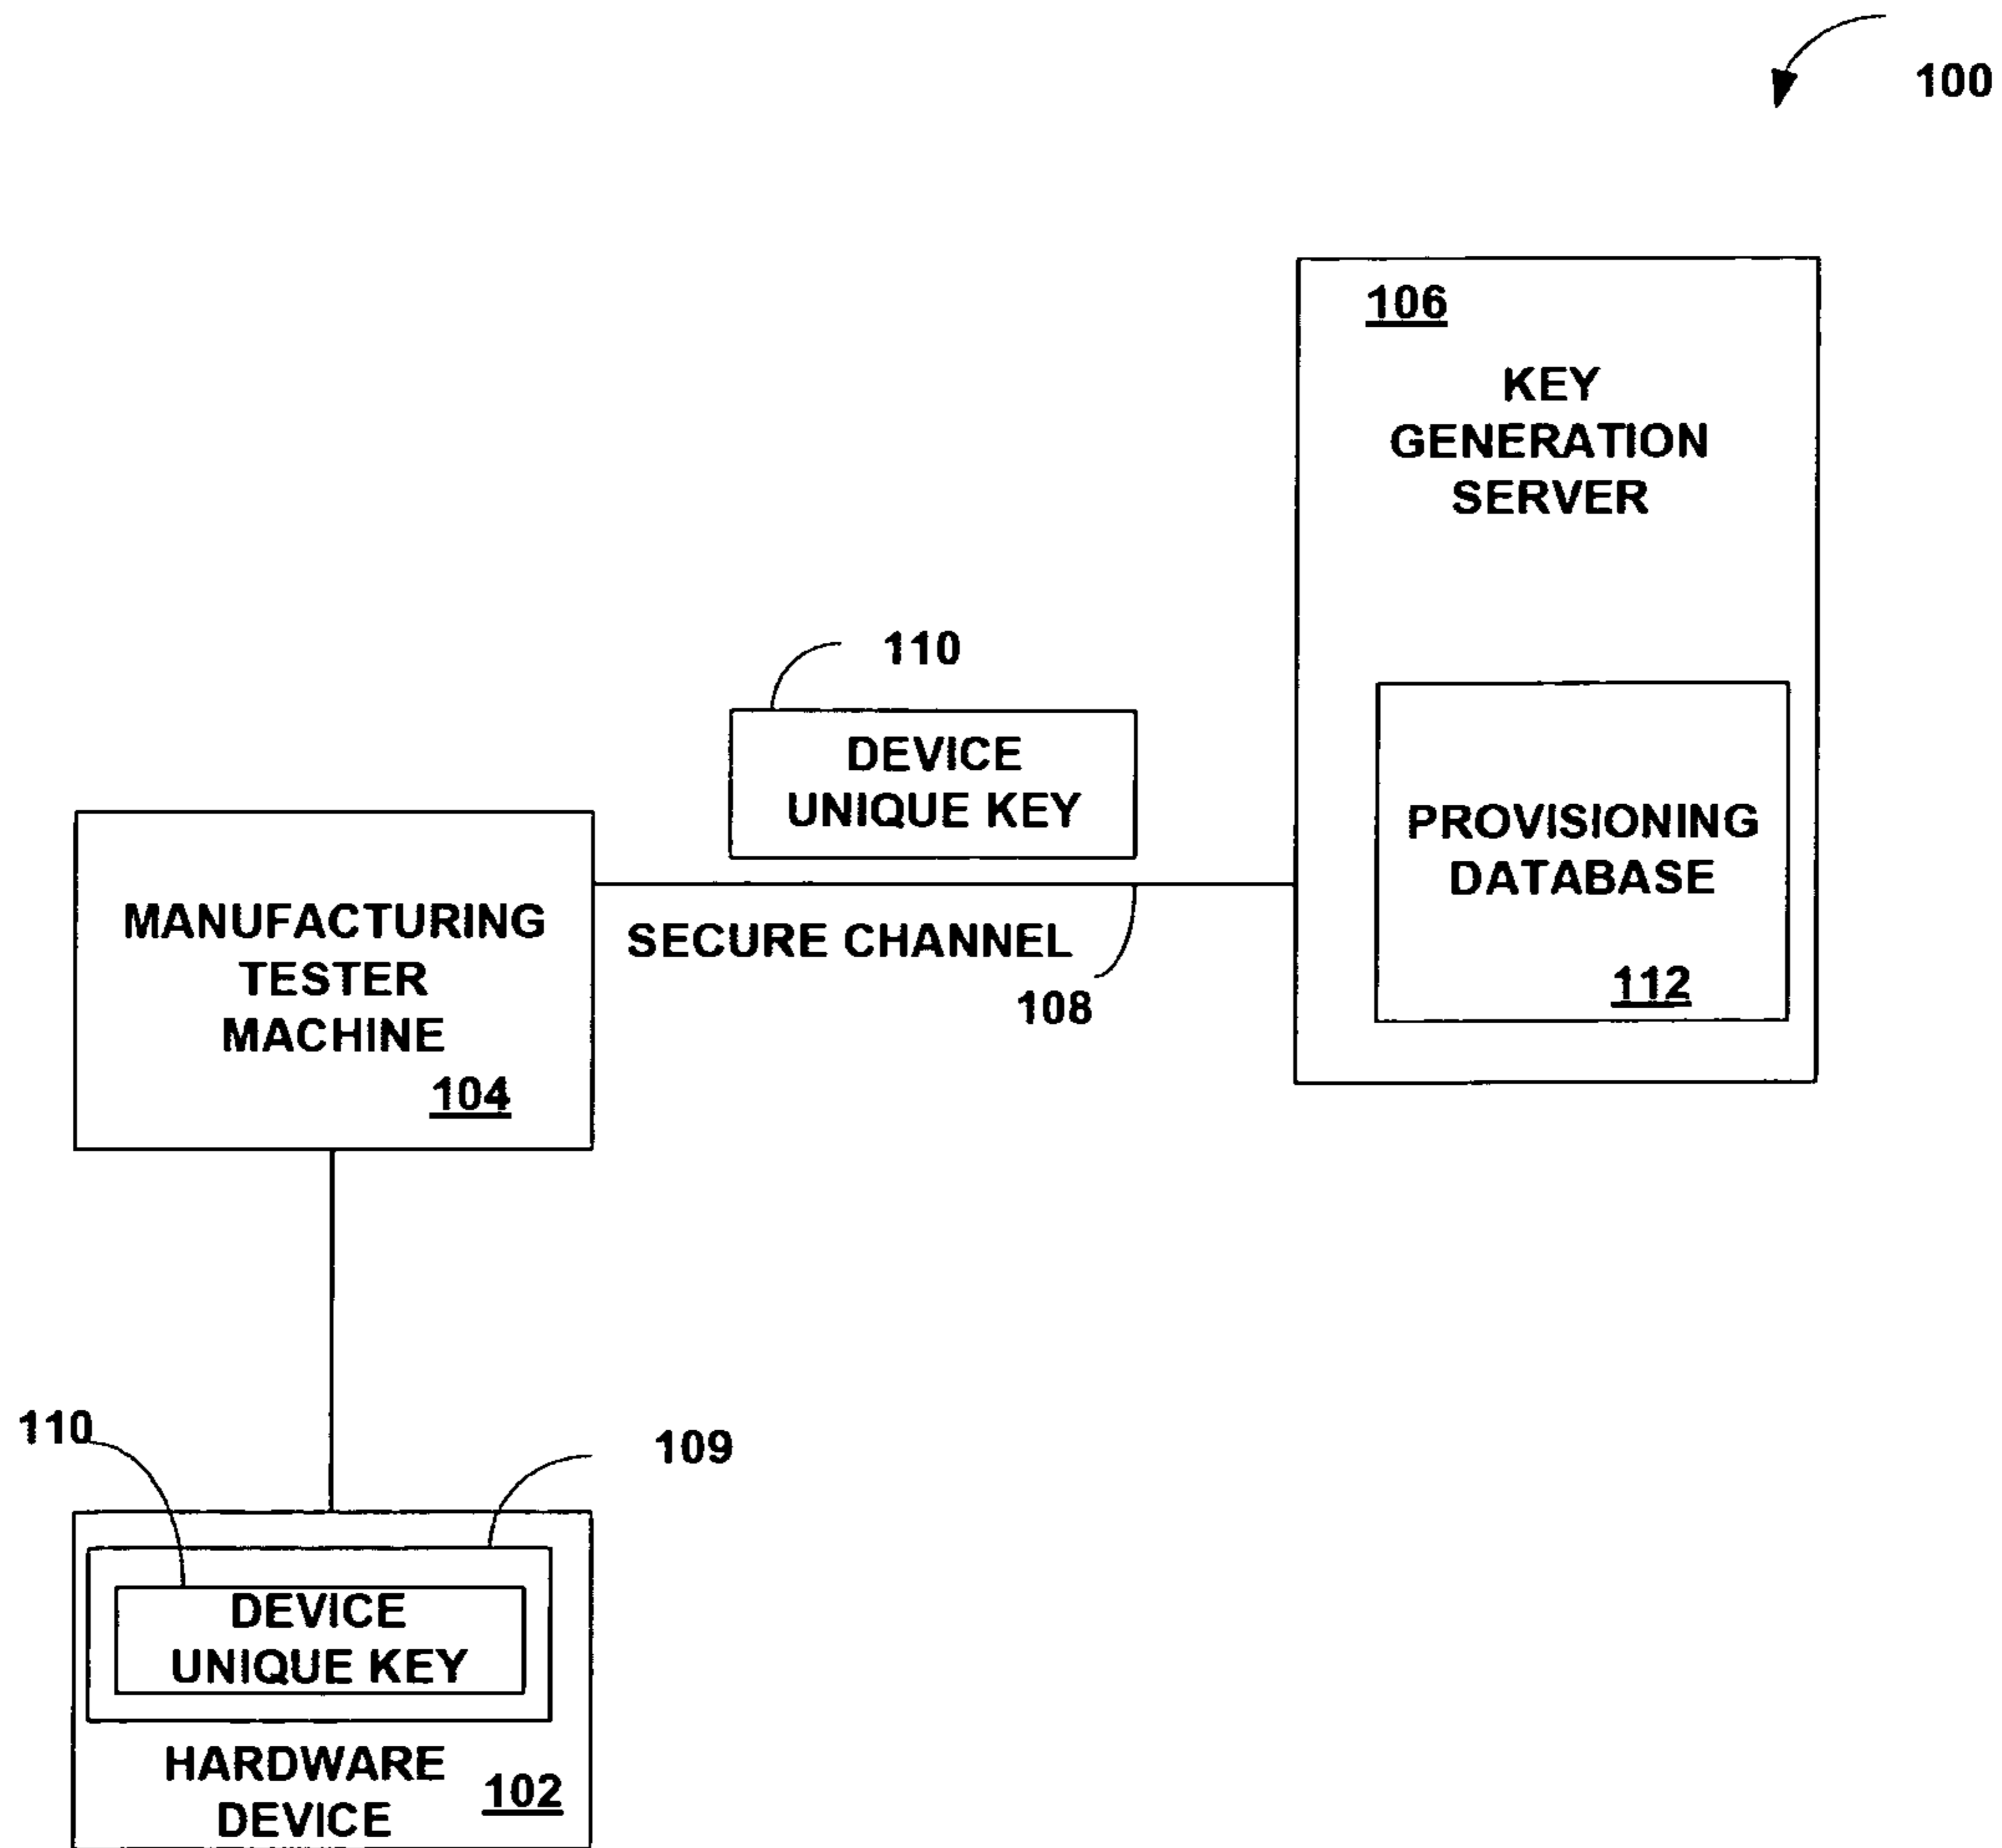 100
106
KEY
GENERATION
SERVER
110
DEVICE
UNIQUE KEY
PROVISIONING
DATABASE
112
MANUFACTURING
TESTER
MACHINE
104
SECURE CHANNEL
108
110
109
DEVICE
UNIQUE KEY
HARDWARE
DEVICE
102